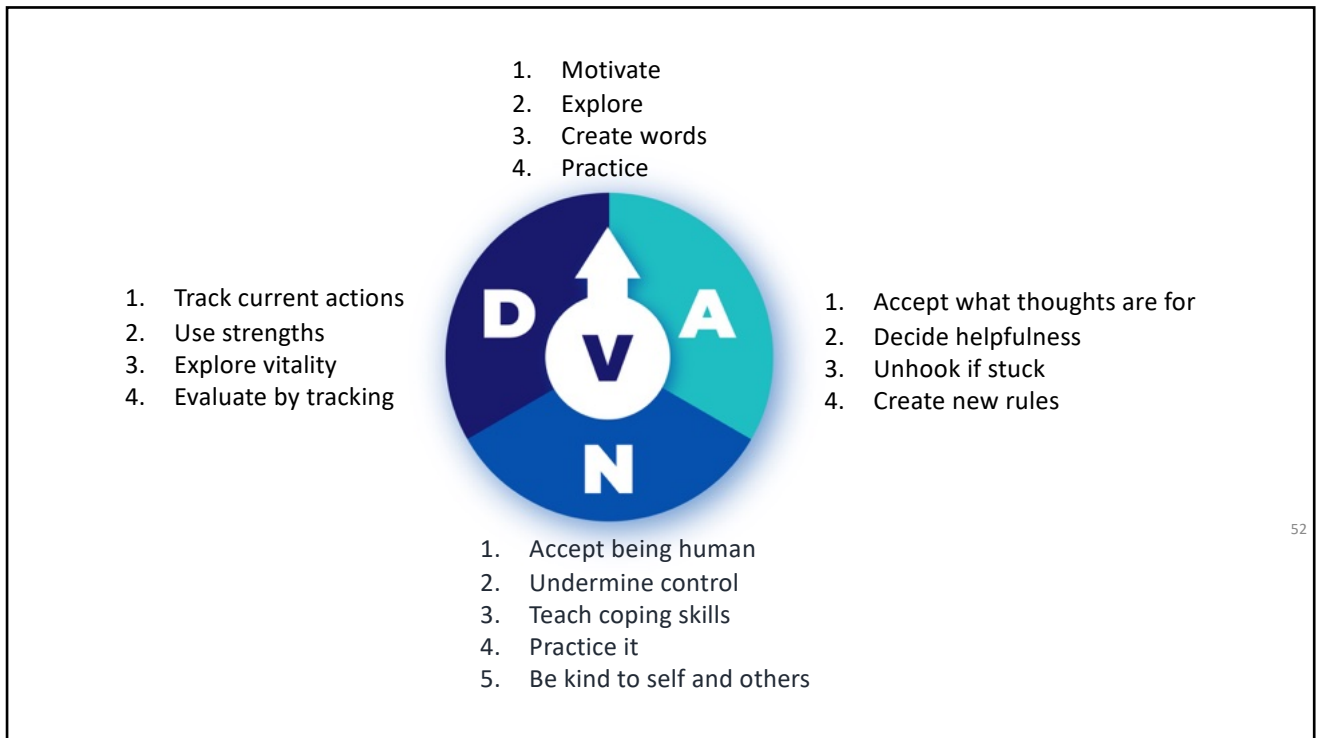 1. Motivate
2. Explore
3. Create words
4. Practice
1. Track current actions
2. Use strengths
3. Explore vitality
4. Evaluate by tracking
D
V
A
N
1. Accept what thoughts are for
2. Decide helpfulness
3. Unhook if stuck
4. Create new rules
1. Accept being human
2. Undermine control
3. Teach coping skills
4. Practice it
5. Be kind to self and others
52